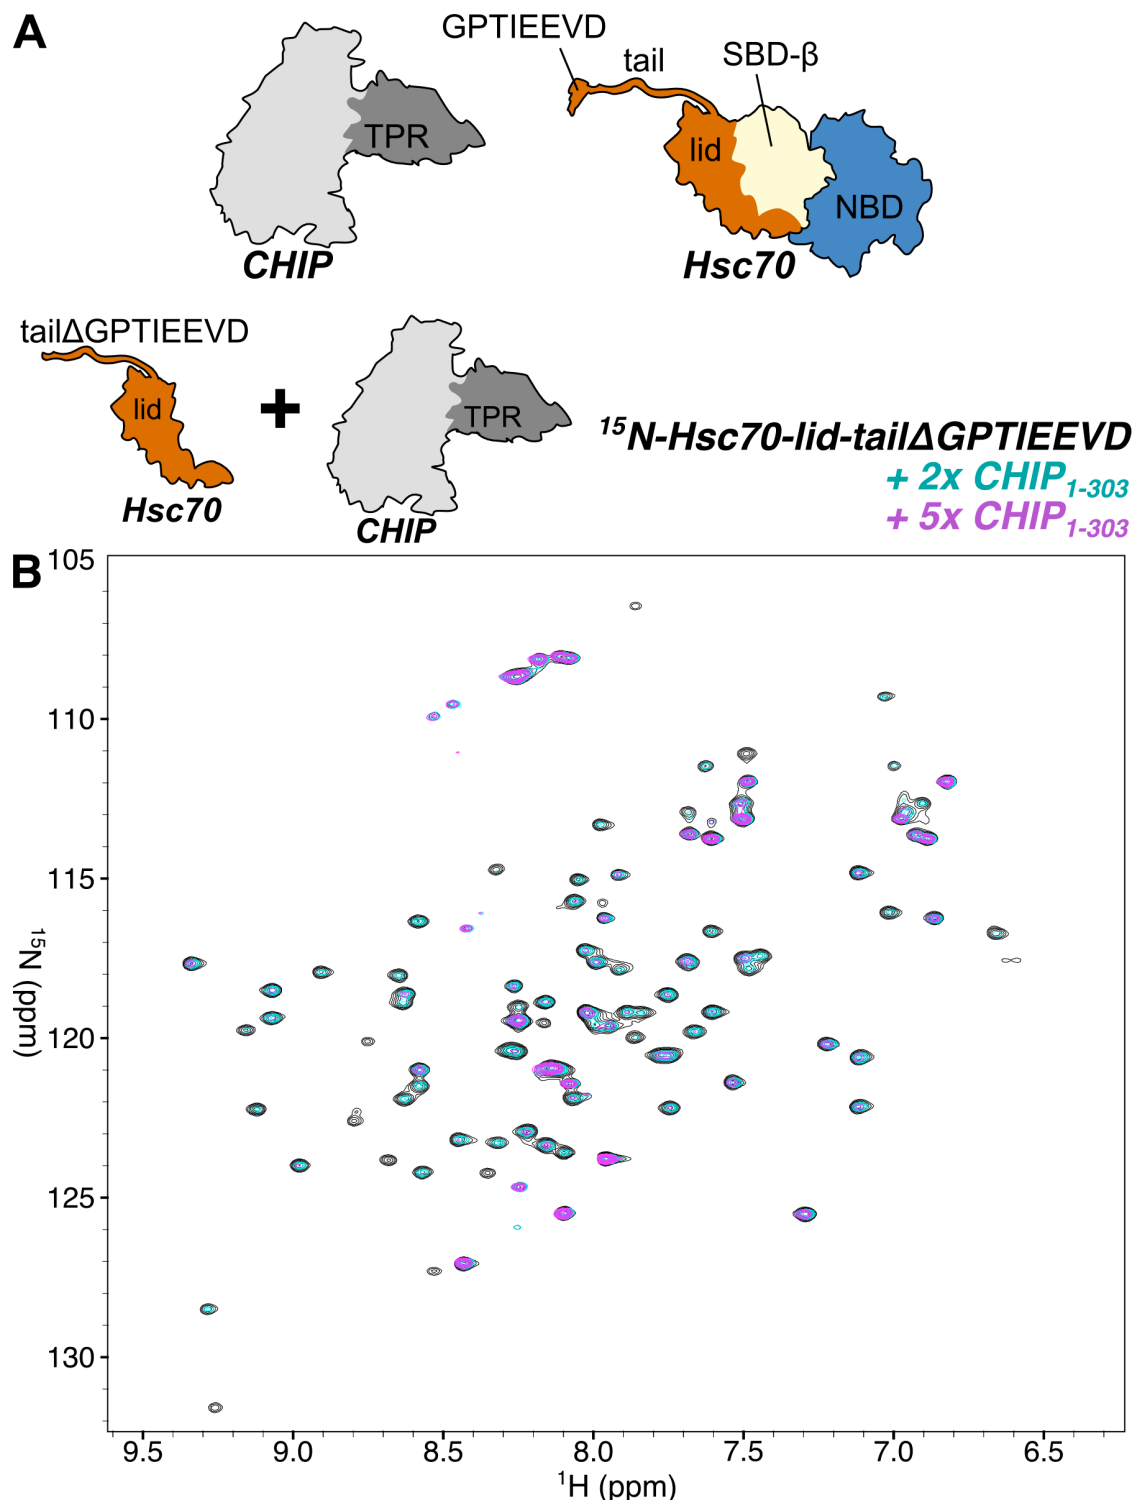 A
GPTIEEVD
tail
SBD-β
TPR
lid
NBD
CHIP
Hsc70
tailΔGPTIEEVD
lid
+
TPR
Hsc70
CHIP
¹⁵N-Hsc70-lid-tailΔGPTIEEVD
+ 2x CHIP₁₋₃₀₃
+ 5x CHIP₁₋₃₀₃
B
105
110
115
120
125
130
¹⁵N (ppm)
9.5 9.0 8.5 8.0 7.5 7.0 6.5
¹H (ppm)